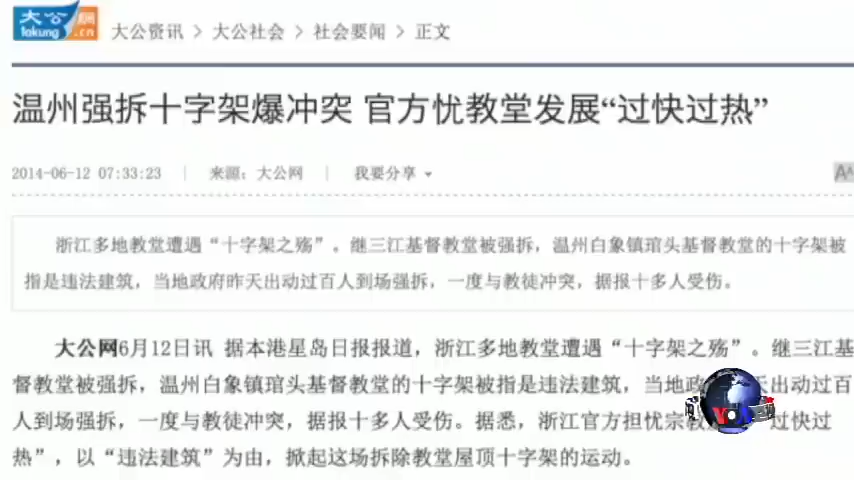 大公網
takung.cn
大公资讯 > 大公社会 > 社会要闻 > 正文
温州强拆十字架爆冲突 官方忧教堂发展“过快过热”
2014-06-12 07:33:23 | 来源：大公网 | 我要分享
浙江多地教堂遭遇“十字架之殇”。继三江基督教堂被强拆，温州白象镇琯头基督教堂的十字架被
指是违法建筑，当地政府昨天出动过百人到场强拆，一度与教徒冲突，据报十多人受伤。
大公网6月12日讯 据本港星岛日报报道，浙江多地教堂遭遇“十字架之殇”。继三江基
督教堂被强拆，温州白象镇琯头基督教堂的十字架被指是违法建筑，当地政 天出动过百
人到场强拆，一度与教徒冲突，据报十多人受伤。据悉，浙江官方担忧宗教 “过快过
热”，以“违法建筑”为由，掀起这场拆除教堂屋顶十字架的运动。
VOA